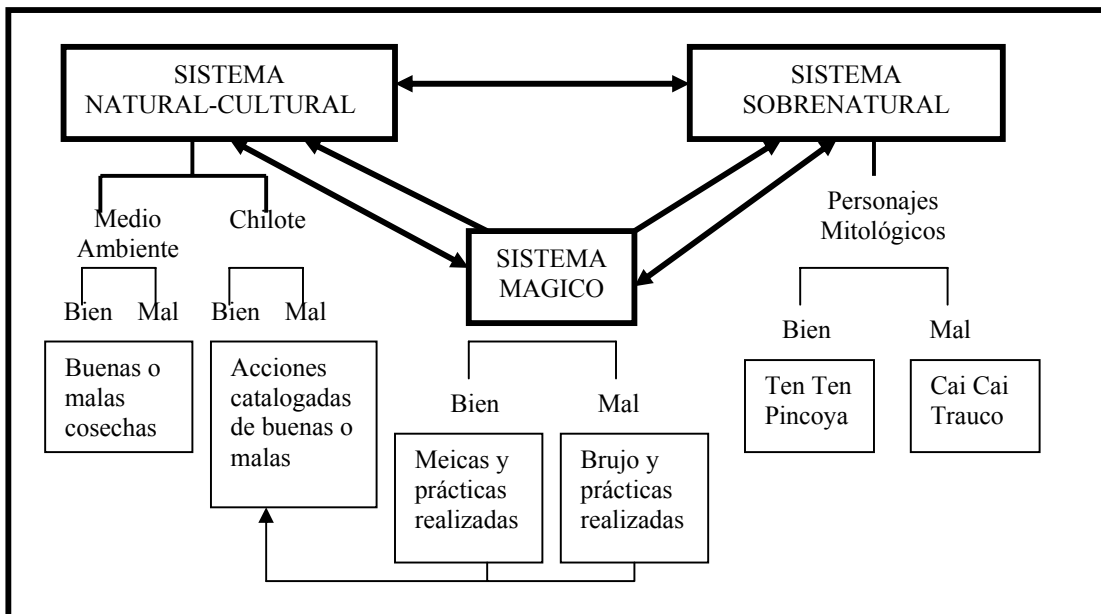 SISTEMA
NATURAL-CULTURAL
SISTEMA
SOBRENATURAL
Medio
Ambiente
Chilote
Personajes
Mitológicos
SISTEMA
MAGICO
Bien
Mal
Bien
Mal
Bien
Mal
Buenas o
malas
cosechas
Acciones
catalogadas
de buenas o
malas
Ten Ten
Pincoya
Cai Cai
Trauco
Bien
Mal
Meicas y
prácticas
realizadas
Brujo y
prácticas
realizadas